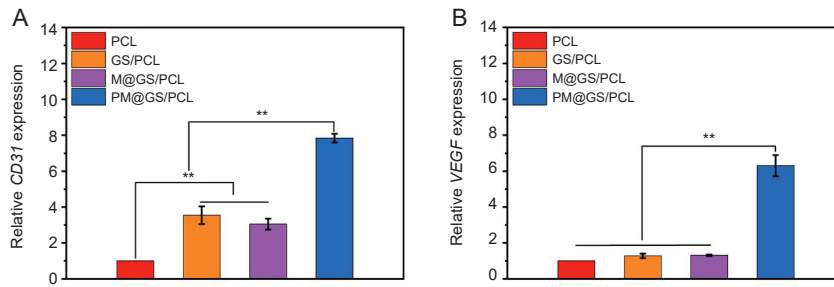 A
Relative CD31 expression
14
12
10
8
6
4
2
0
PCL
GS/PCL
M@GS/PCL
PM@GS/PCL
**
**
B
Relative VEGF expression
14
12
10
8
6
4
2
0
PCL
GS/PCL
M@GS/PCL
PM@GS/PCL
**